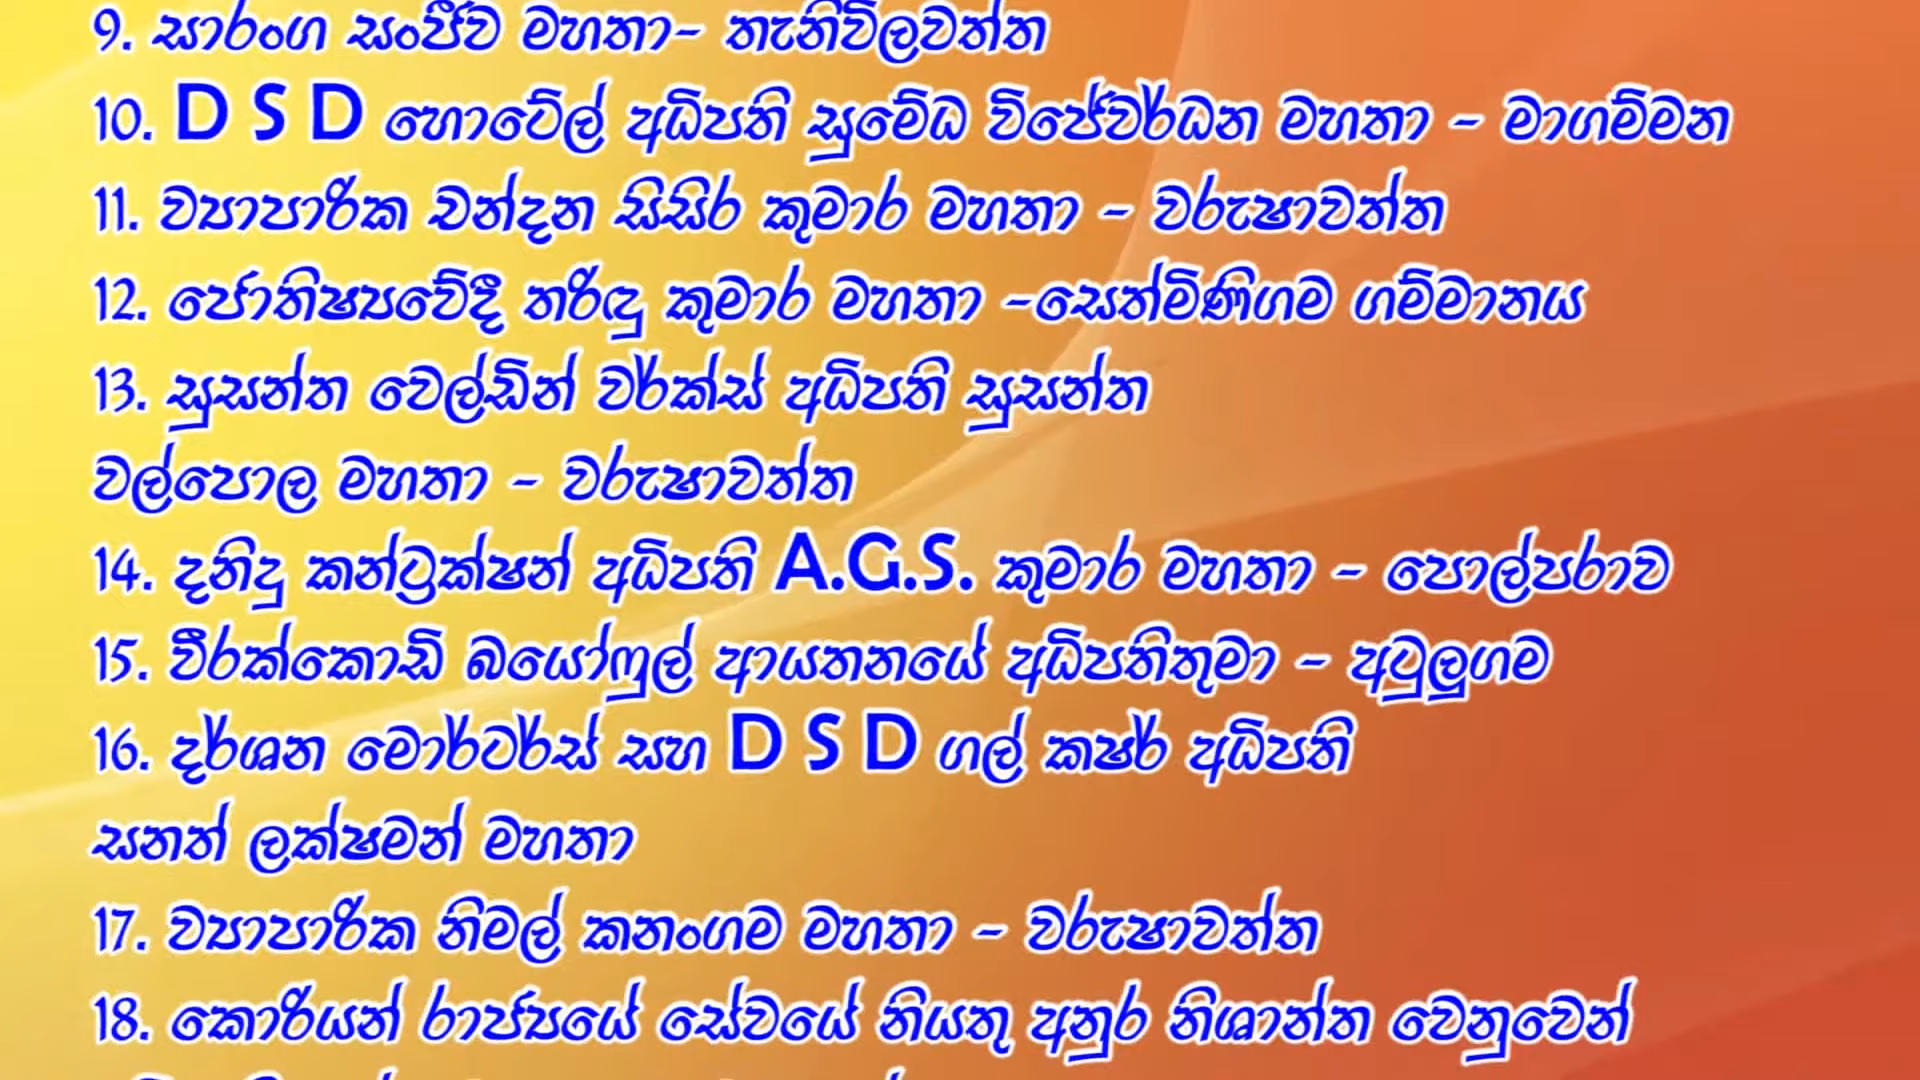 9. සාරංග සංජීව මහතා- තැනිවිලවත්ත
10. D S D හොටේල් අධිපති සුමේධ විජේවර්ධන මහතා - මාගම්මන
11. ව්‍යාපාරික චන්දන සිසිර කුමාර මහතා - වරුෂාවත්ත
12. ජොතිෂ්‍යවේදී තරිඳු කුමාර මහතා -සෙත්මිණිගම ගම්මානය
13. සුසන්ත වෙල්ඩින් වර්ක්ස් අධිපති සුසන්ත
වල්පොල මහතා - වරුෂාවත්ත
14. දනිදු කන්ට්‍රක්ෂන් අධිපති A.G.S. කුමාර මහතා - පොල්පරාව
15. වීරක්කොඩි බයෝෆුල් ආයතනයේ අධිපතිතුමා - අටුලුගම
16. දර්ශන මොර්ටර්ස් සහ D S D ගල් කෂර් අධිපති
සනත් ලක්ෂමන් මහතා
17. ව්‍යාපාරික නිමල් කනංගම මහතා - වරුෂාවත්ත
18. කොරියන් රාජ්‍යයේ සේවයේ නියතු අනුර නිශාන්ත වෙනුවෙන්